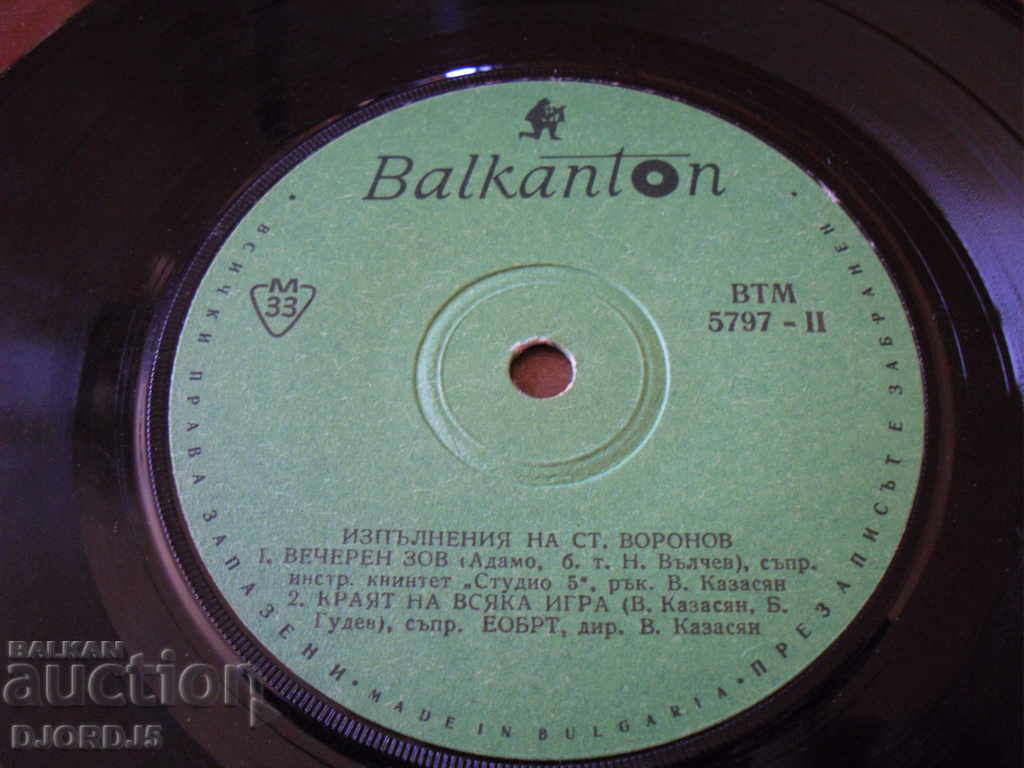 Balkanton
M
33
ВТМ
5797 - II
ИЗПЪЛНЕНИЯ НА СТ. ВОРОНОВ
1. ВЕЧЕРЕН ЗОВ (Адамо, б. т. Н. Вълчев), съпр.
инстр. книнтет „Студио 5", рък. В. Казасян
2. КРАЯТ НА ВСЯКА ИГРА (В. Казасян, Б.
Гудев), съпр. ЕОБРТ, дир. В. Казасян
• ВСИЧКИ ПРАВА ЗАПАЗЕНИ • MADE IN BULGARIA • ПРЕЗАПИСЪТ Е ЗАБРАНЕН •
BALKAN
auction
DJORDJ5